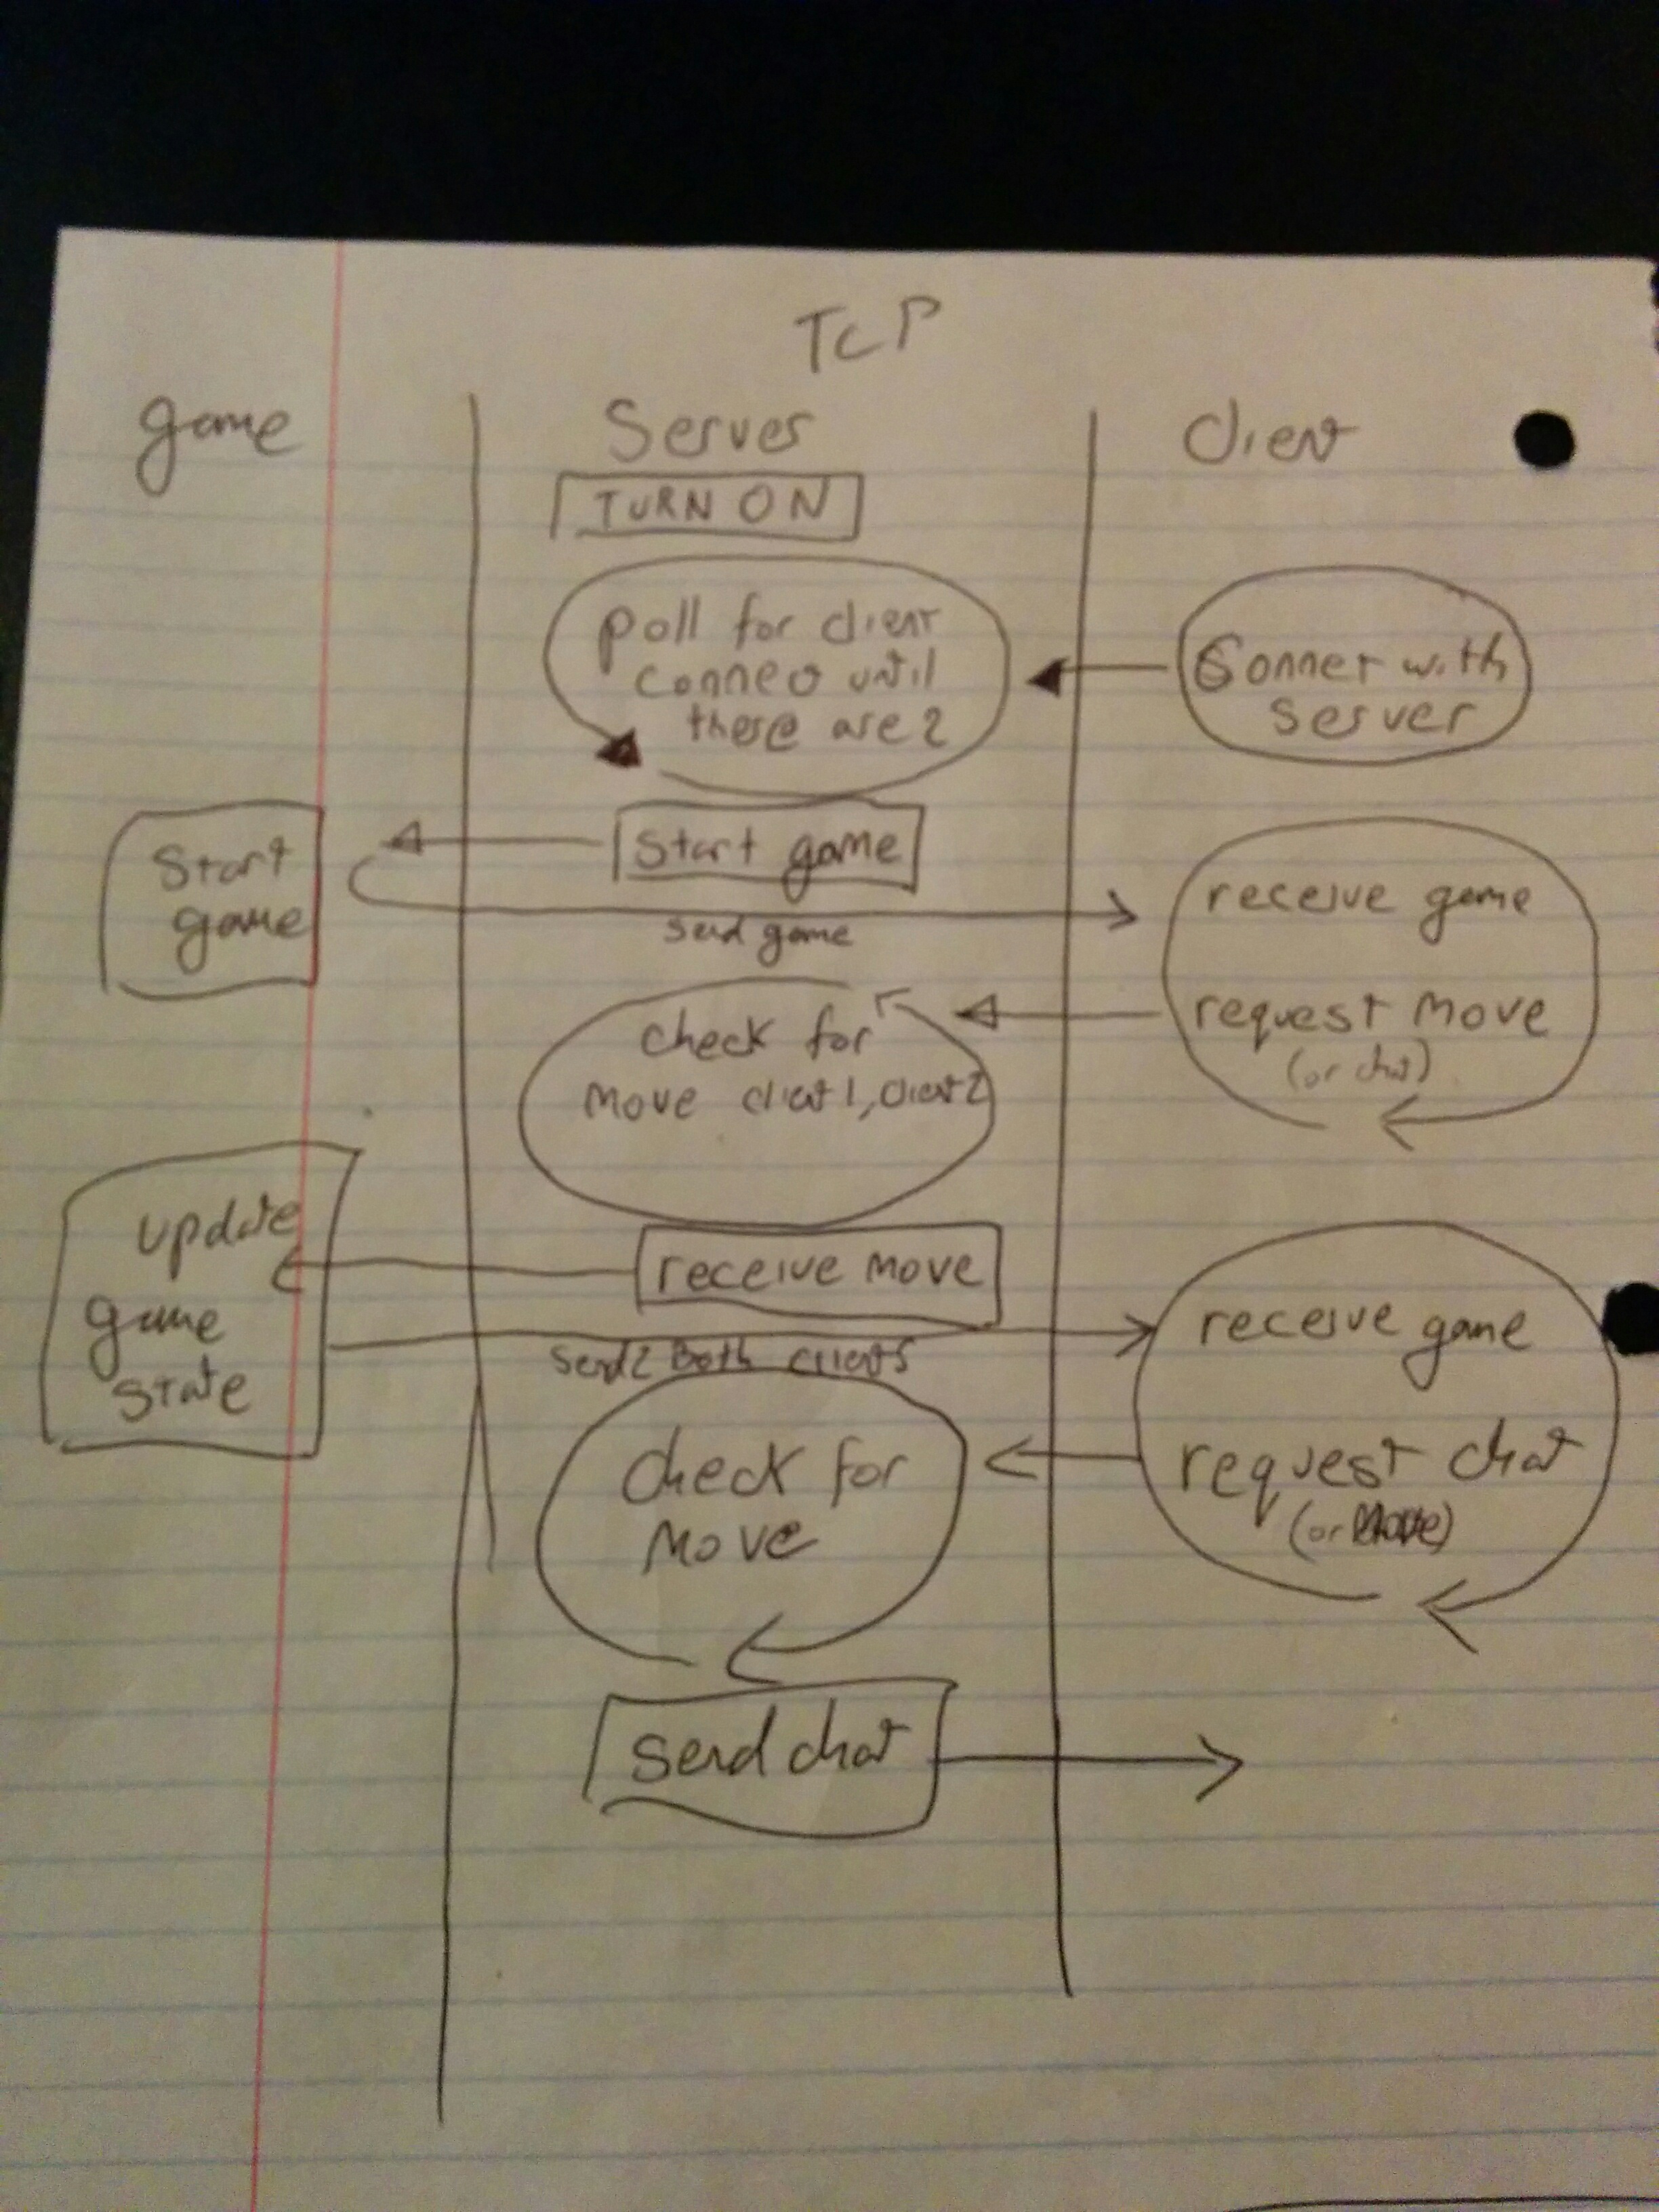 TCP
game
Server
client
TURN ON
poll for client
connect until
there are 2
Connet with
server
Start game
Start
game
send game
receive game
request move
(or chat)
check for
move client 1, client 2
update
game
state
receive move
Send 2 Both clients
receive game
request chat
(or Move)
check for
move
send chat